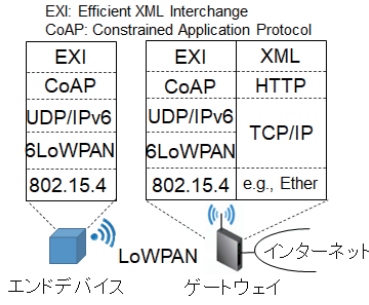 EXI: Efficient XML Interchange
CoAP: Constrained Application Protocol
EXI
CoAP
UDP/IPv6
6LoWPAN
802.15.4
EXI XML
CoAP HTTP
UDP/IPv6 TCP/IP
6LoWPAN
802.15.4 e.g., Ether
LoWPAN
インターネット
エンドデバイス
ゲートウェイ